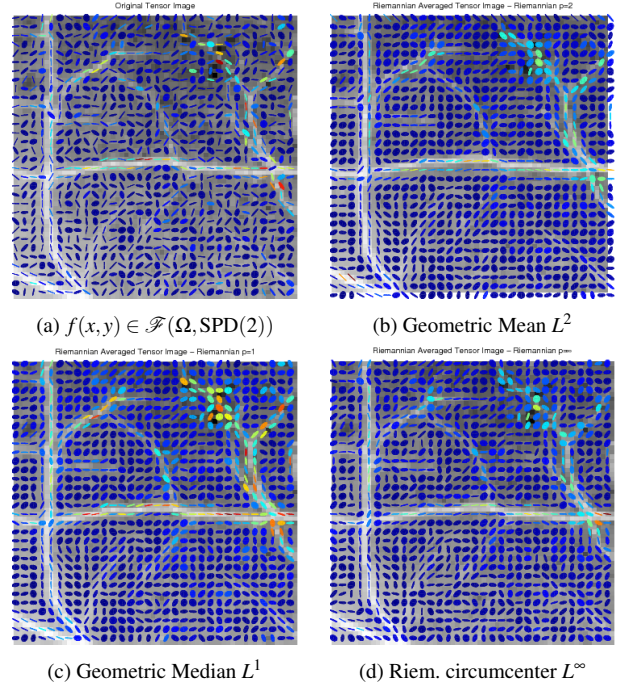 Original Tensor Image
Riemannian Averaged Tensor Image − Riemannian p=2
(a) f(x, y) ∈ ℱ(Ω, SPD(2))
(b) Geometric Mean L²
Riemannian Averaged Tensor Image − Riemannian p=1
Riemannian Averaged Tensor Image − Riemannian p=∞
(c) Geometric Median L¹
(d) Riem. circumcenter L^∞